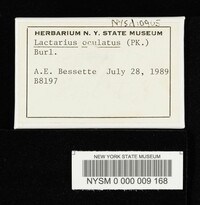 HERBARIUM N. Y. STATE MUSEUM
Lactarius oculatus (PK.)
Burl.
A.E. Bessette July 28, 1989
B8197
NEW YORK STATE MUSEUM
NYSM 0 000 009 168